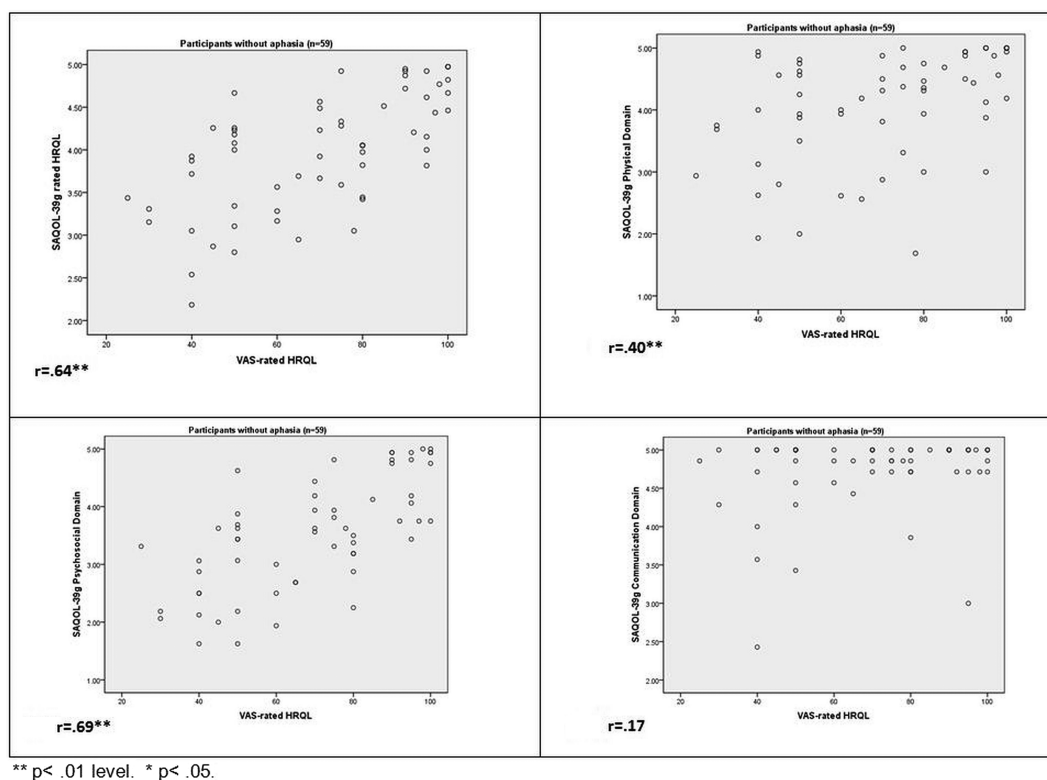 Participants without aphasia (n=59)
SAQOL-39g rated HRQL
5.00
4.50
4.00
3.50
3.00
2.50
2.00
20 40 60 80 100
VAS-rated HRQL
r=.64**
Participants without aphasia (n=59)
SAQOL-39g Physical Domain
5.00
4.00
3.00
2.00
1.00
20 40 60 80 100
VAS-rated HRQL
r=.40**
Participants without aphasia (n=59)
SAQOL-39g Psychosocial Domain
5.00
4.00
3.00
2.00
1.00
20 40 60 80 100
VAS-rated HRQL
r=.69**
Participants without aphasia (n=59)
SAQOL-39g Communication Domain
5.00
4.50
4.00
3.50
3.00
2.50
2.00
20 40 60 80 100
VAS-rated HRQL
r=.17
** p< .01 level. * p< .05.